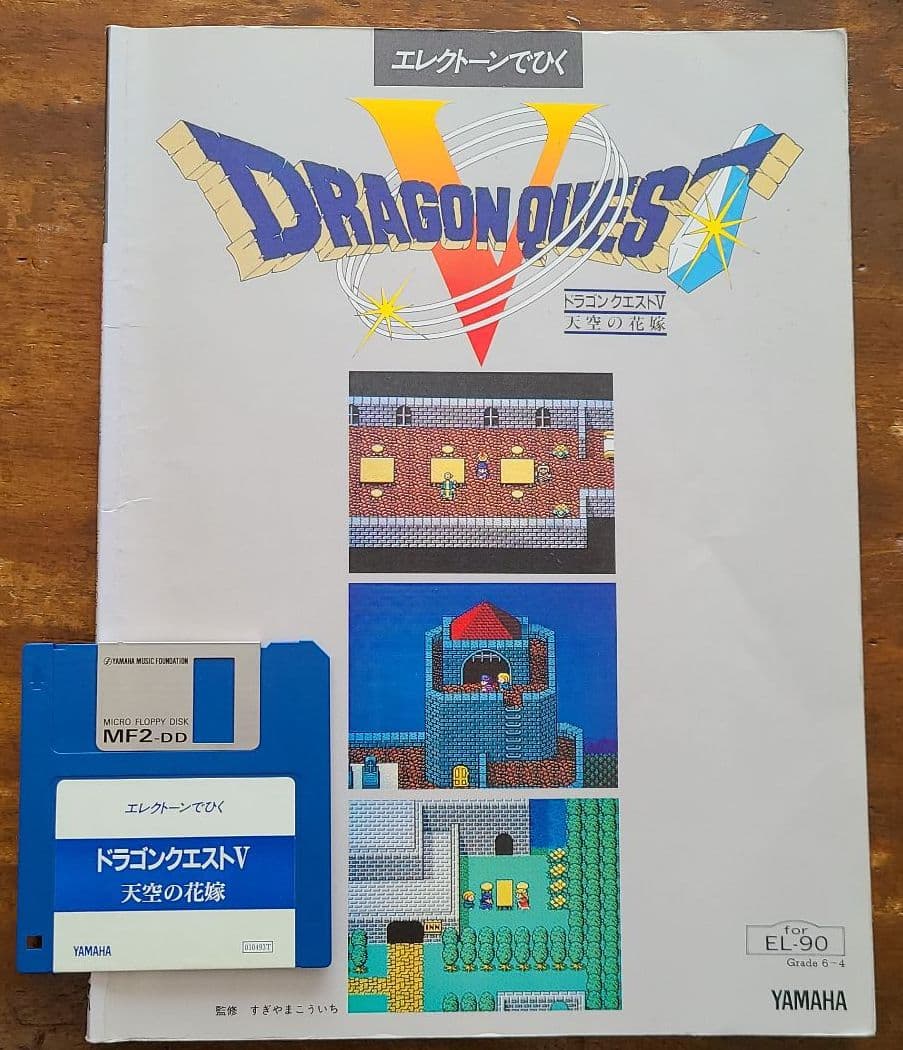 エレクトーンでひく
V
DRAGON QUEST
ドラゴンクエストV
天空の花嫁
INN
for
EL-90
Grade 6~4
YAMAHA
監修 すぎやまこういち
YAMAHA MUSIC FOUNDATION
MICRO FLOPPY DISK
MF2-DD
エレクトーンでひく
ドラゴンクエストV
天空の花嫁
YAMAHA
010493T